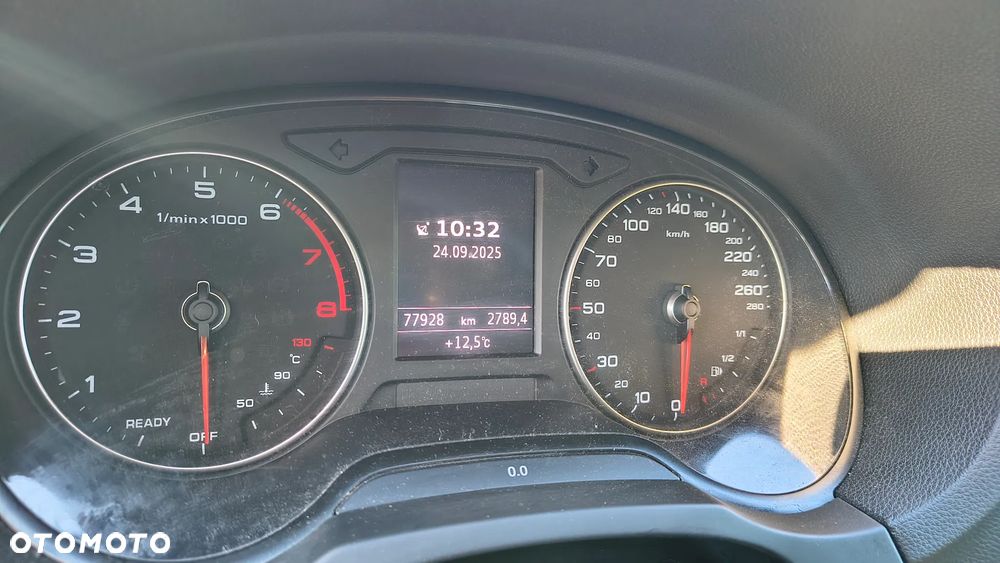 1/min x 1000
1 2 3 4 5 6 7 8
READY
OFF
50 90 130
°C
10:32
24.09.2025
77928 km 2789,4
+12,5°C
km/h
0 10 20 30 40 50 60 70 80 100 120 140 160 180 200 220 240 260 280
R 1/2 1/1
0.0
OTOMOTO